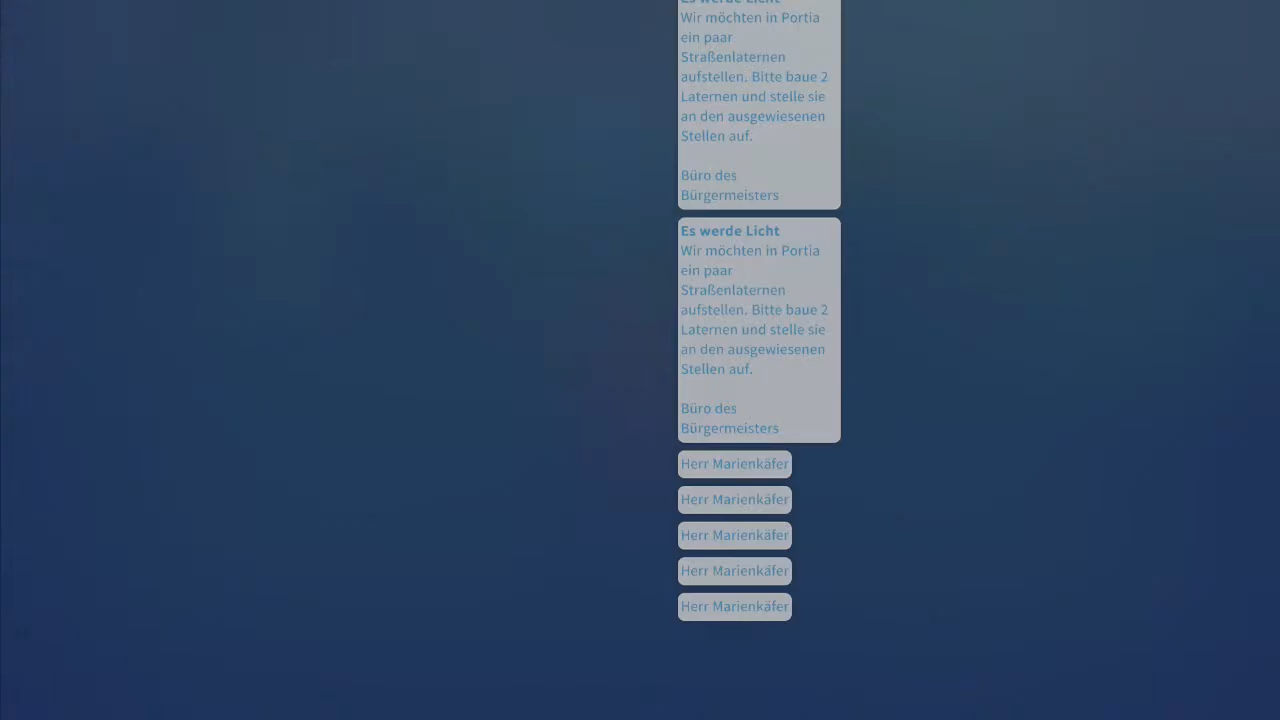 Es werde Licht
Wir möchten in Portia
ein paar
Straßenlaternen
aufstellen. Bitte baue 2
Laternen und stelle sie
an den ausgewiesenen
Stellen auf.
Büro des
Bürgermeisters
Es werde Licht
Wir möchten in Portia
ein paar
Straßenlaternen
aufstellen. Bitte baue 2
Laternen und stelle sie
an den ausgewiesenen
Stellen auf.
Büro des
Bürgermeisters
Herr Marienkäfer
Herr Marienkäfer
Herr Marienkäfer
Herr Marienkäfer
Herr Marienkäfer